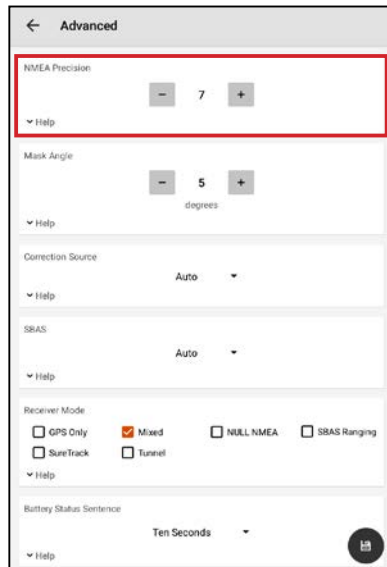 Advanced
NMEA Precision
− 7 +
Help
Mask Angle
− 5 +
degrees
Help
Correction Source
Auto
Help
SBAS
Auto
Help
Receiver Mode
GPS Only Mixed NULL NMEA SBAS Ranging
SureTrack Tunnel
Help
Battery Status Sentence
Ten Seconds
Help